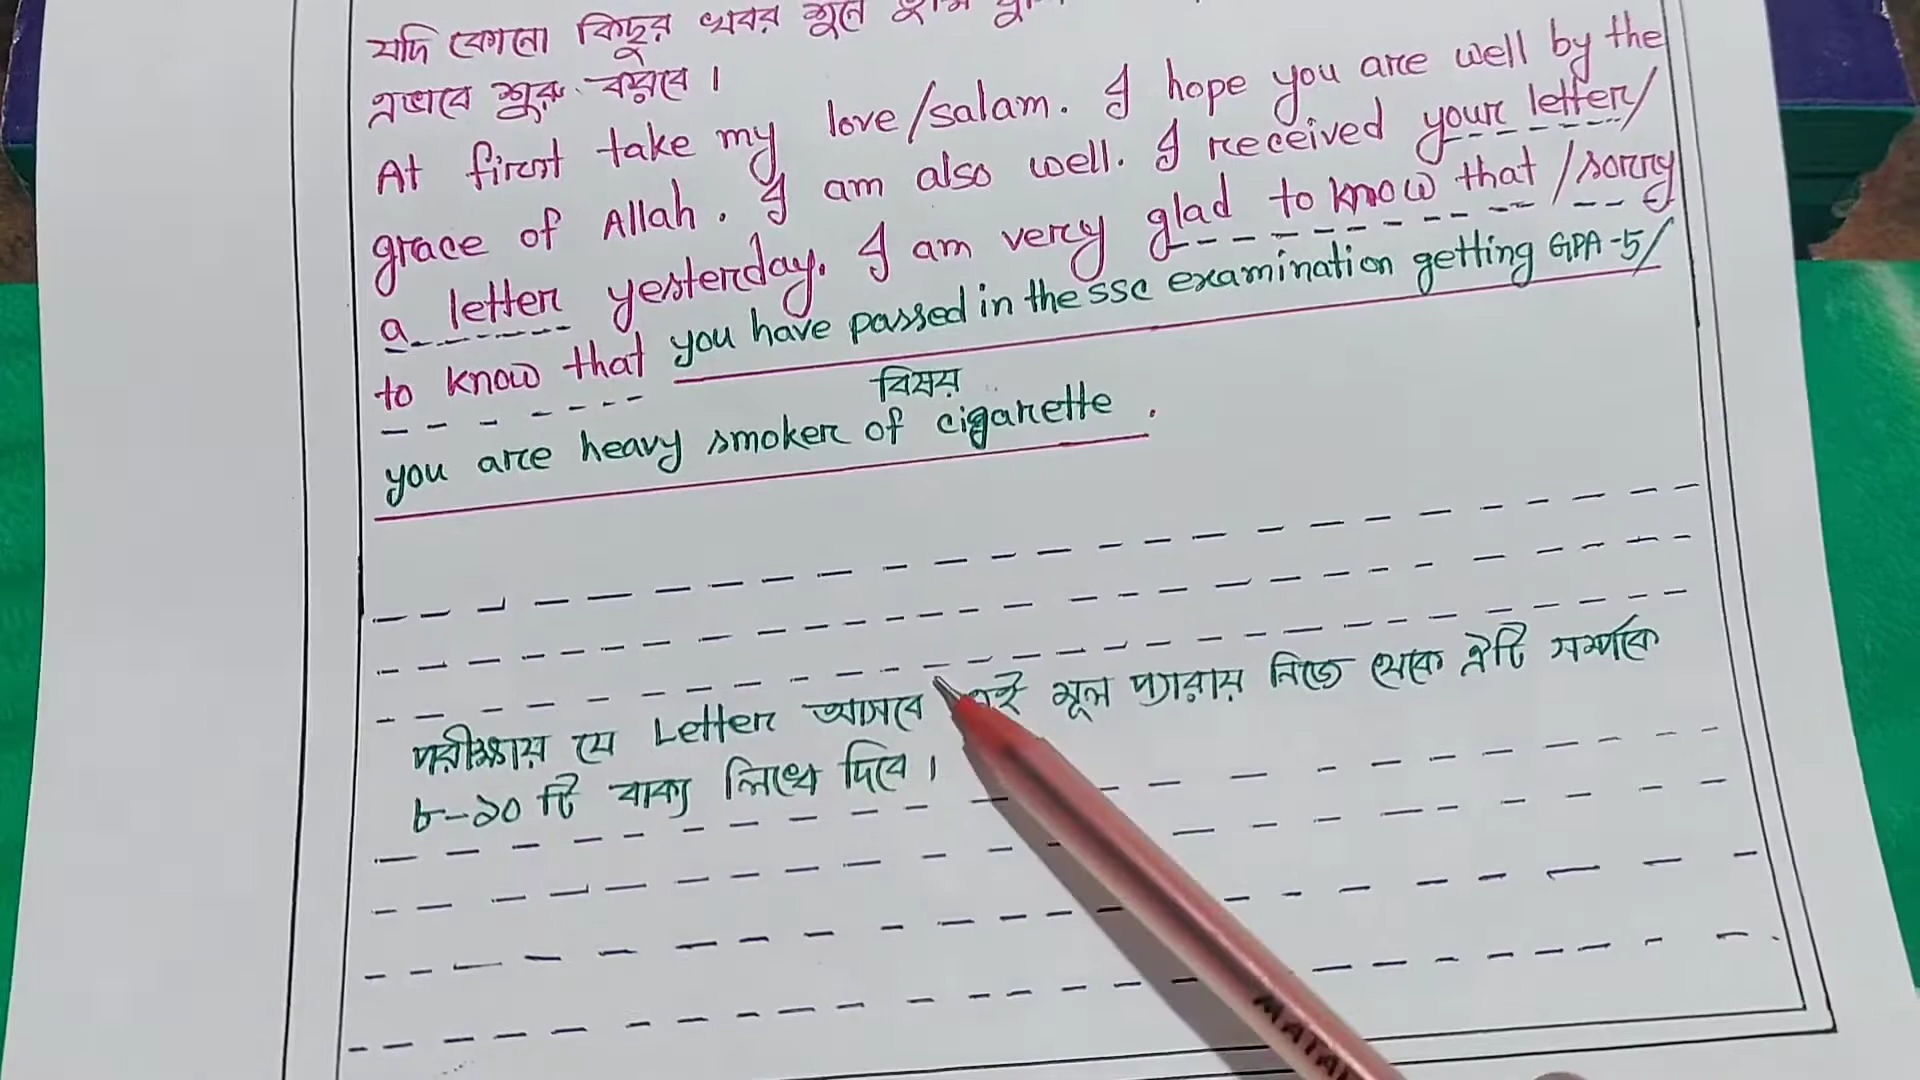 যদি কোনো কিছুর খবর শুনে
এভাবে শুরু করবে।
At first take my love/salam. I hope you are well by the
grace of Allah. I am also well. I received your letter/
a letter yesterday. I am very glad to know that /sorry
to know that you have passed in the SSC examination getting GPA-5/
বিষয়
you are heavy smoker of cigarette.
পরীক্ষায় যে Letter আসবে এই মূল প্যারায় নিজে থেকে ঐটি সম্পর্কে
৮-১০ টি বাক্য লিখে দিবে।
MATA